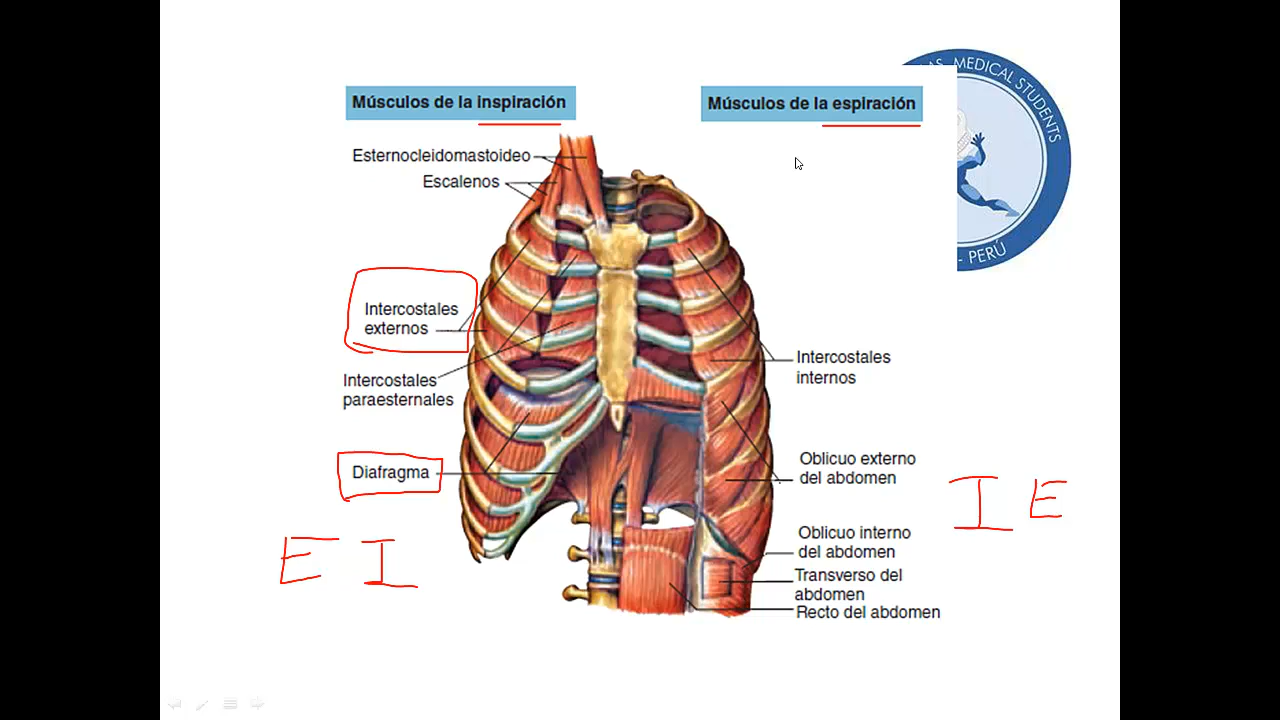 Músculos de la inspiración
Músculos de la espiración
MEDICAL STUDENTS
- PERÚ
Esternocleidomastoideo
Escalenos
Intercostales
externos
Intercostales
paraesternales
Diafragma
E I
Intercostales
internos
Oblicuo externo
del abdomen
I E
Oblicuo interno
del abdomen
Transverso del
abdomen
Recto del abdomen